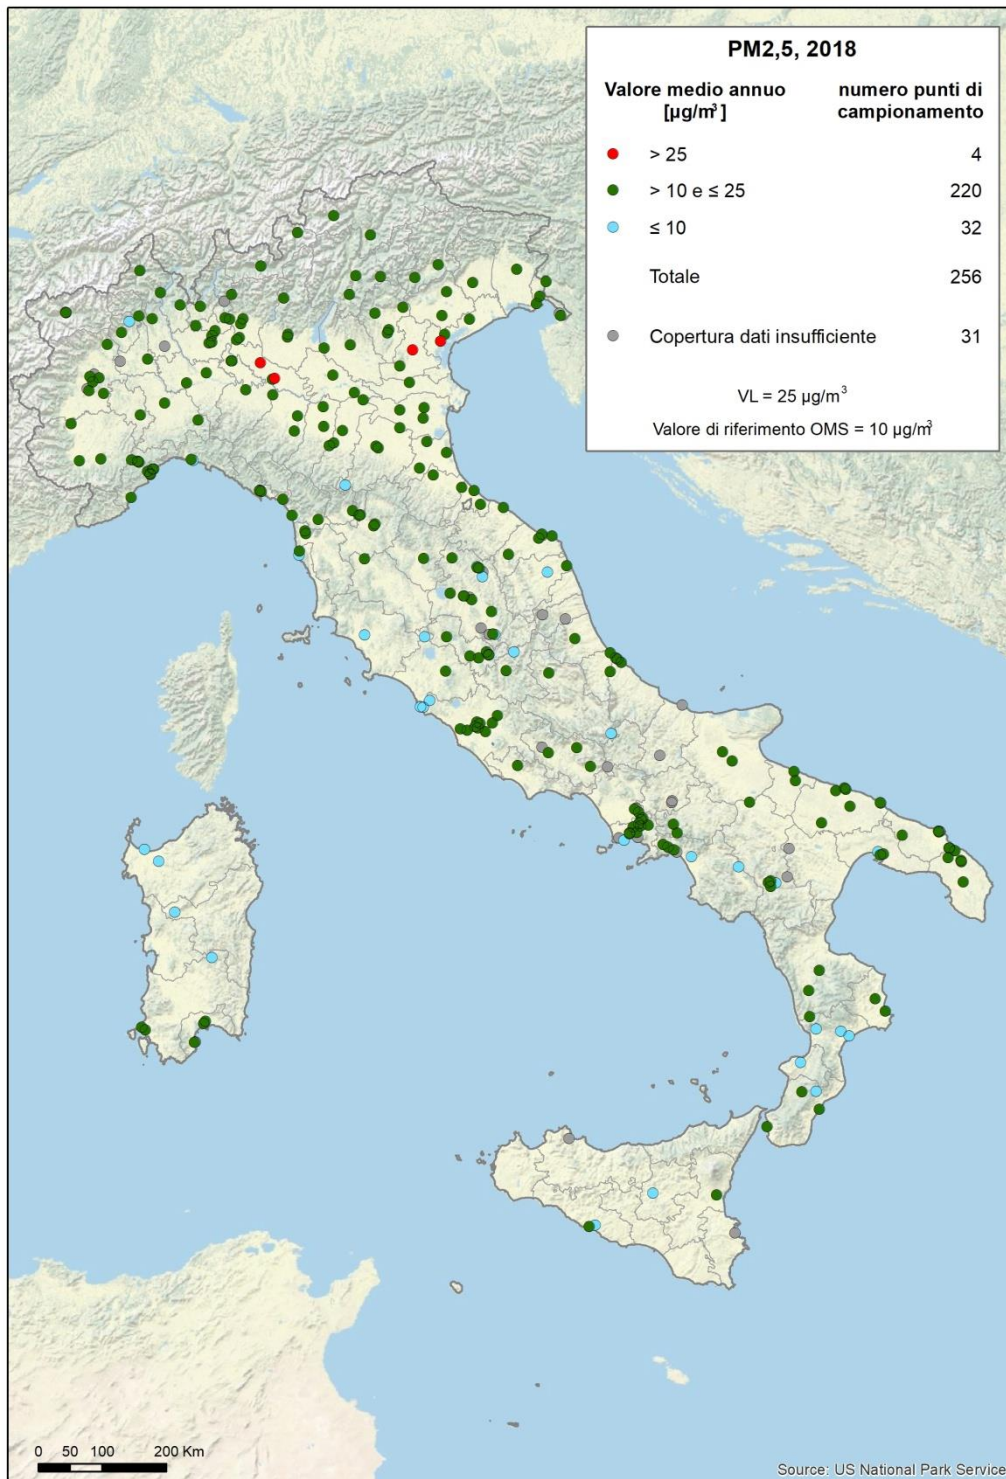 PM2,5, 2018
Valore medio annuo numero punti di
[µg/m³] campionamento
> 25 4
> 10 e ≤ 25 220
≤ 10 32
Totale 256
Copertura dati insufficiente 31
VL = 25 µg/m³
Valore di riferimento OMS = 10 µg/m³
0 50 100 200 Km
Source: US National Park Service